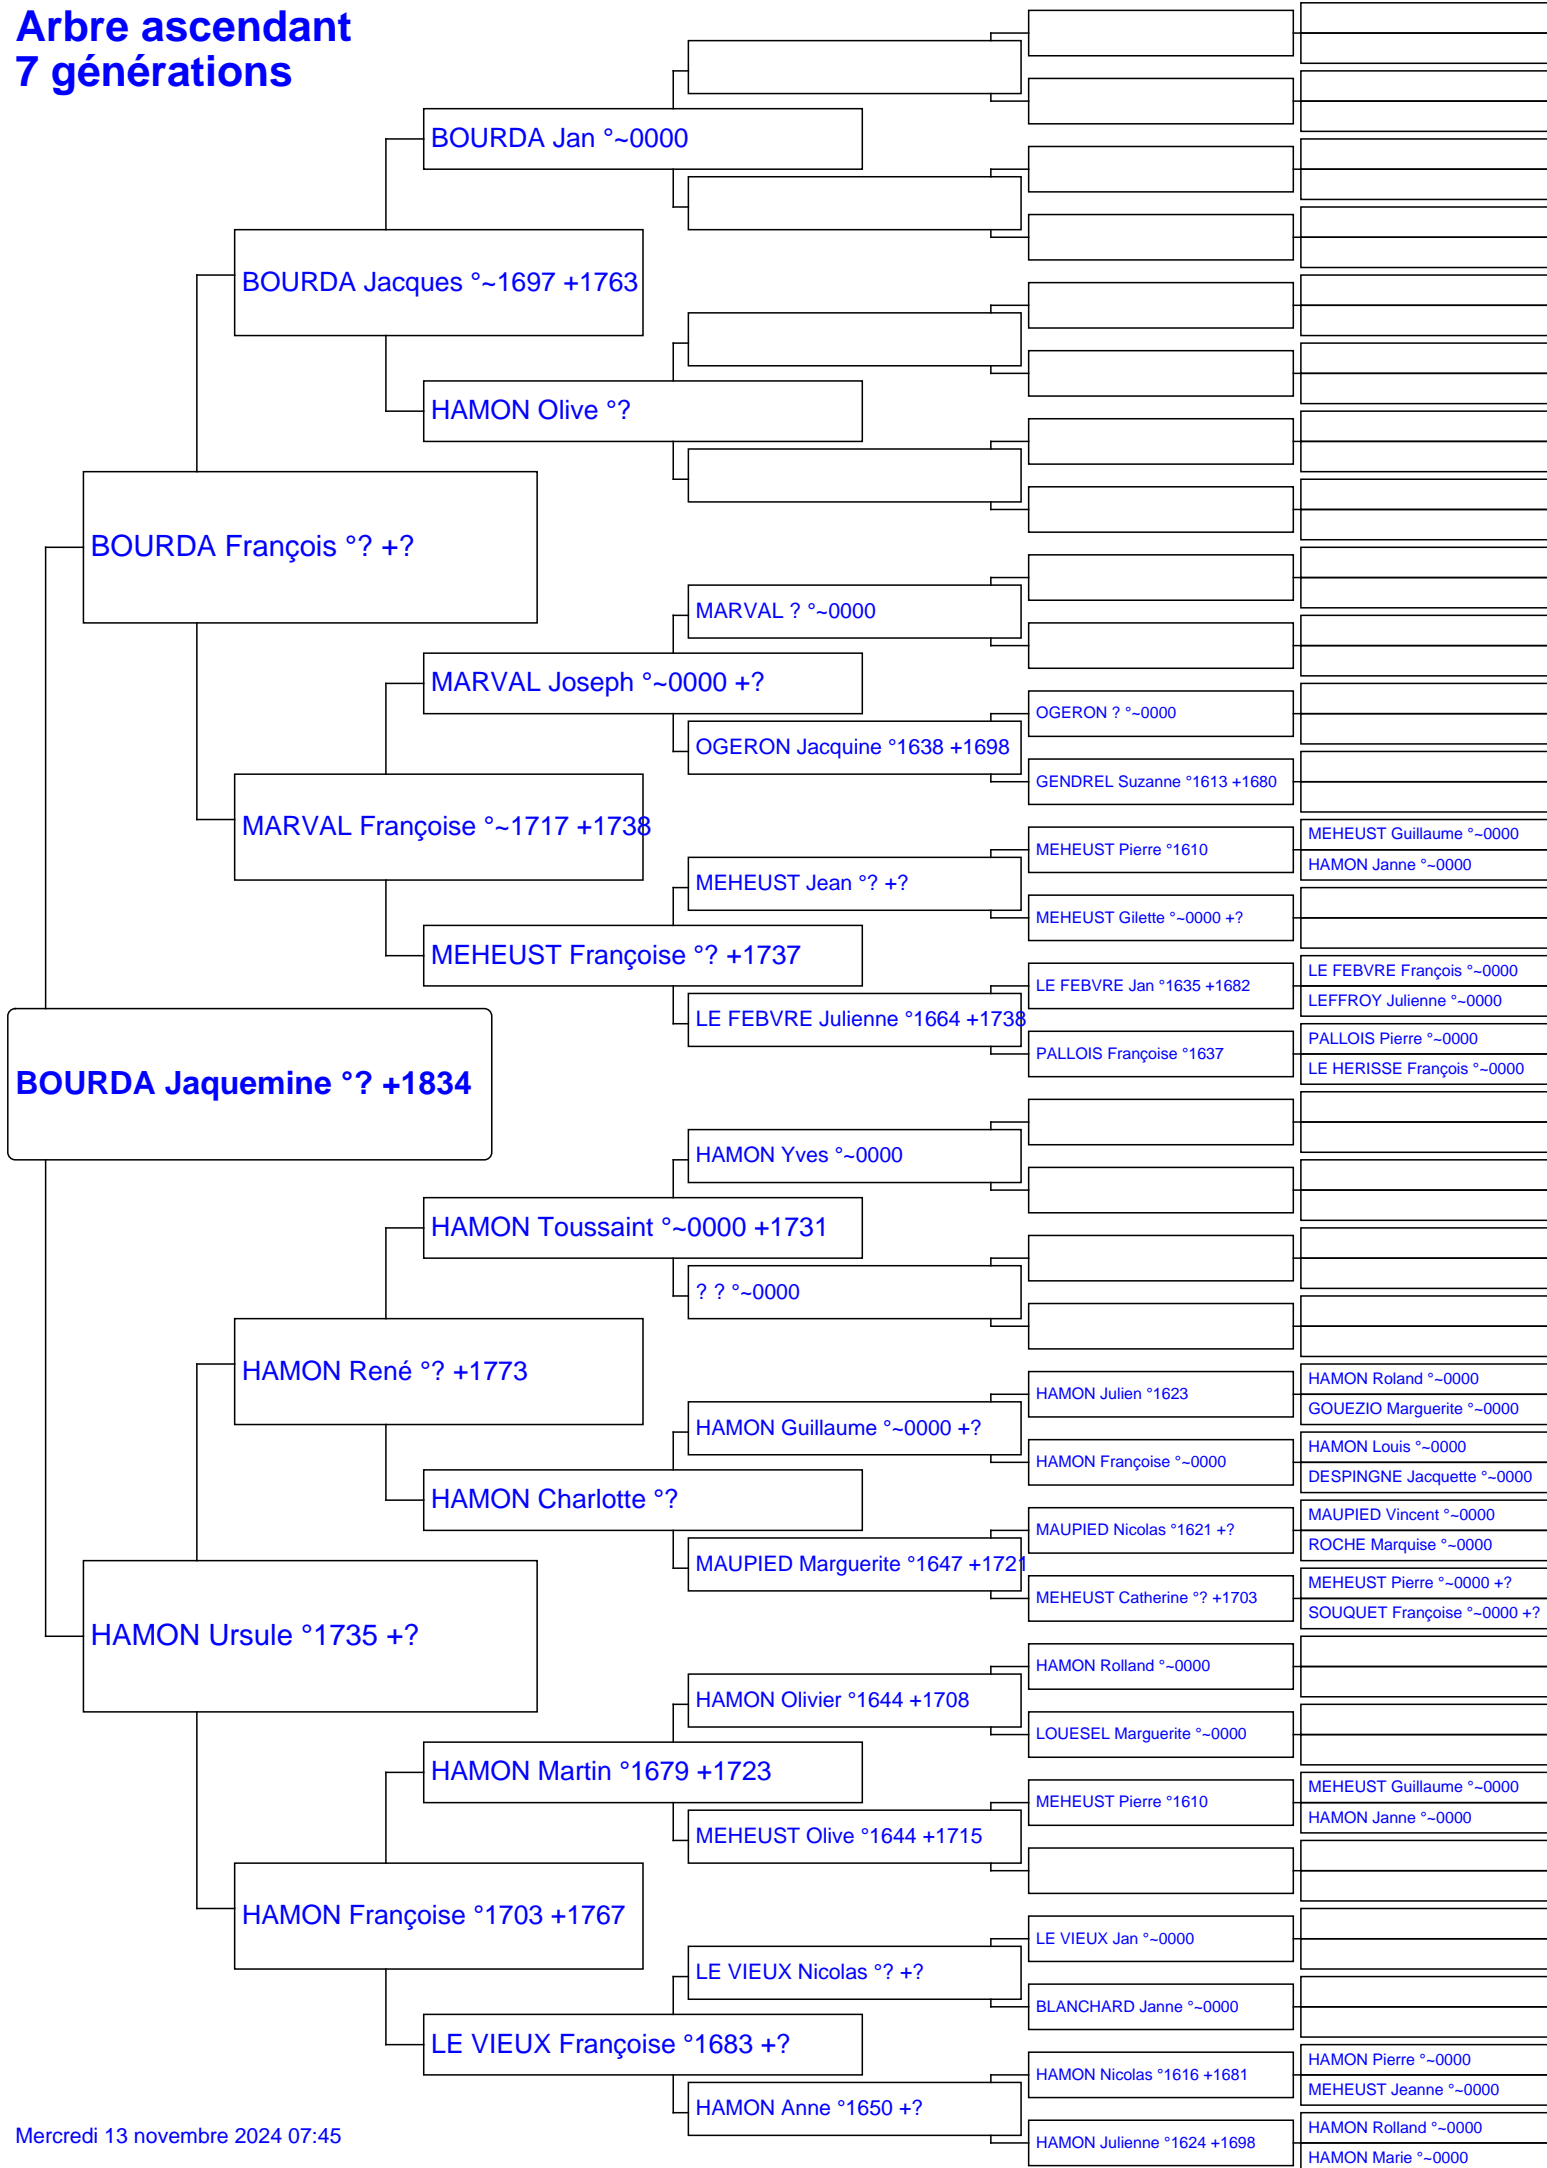 Arbre ascendant
7 générations
BOURDA Jan °~0000
BOURDA Jacques °~1697 +1763
HAMON Olive °?
BOURDA François °? +?
MARVAL ? °~0000
MARVAL Joseph °~0000 +?
OGERON ? °~0000
OGERON Jacquine °1638 +1698
GENDREL Suzanne °1613 +1680
MARVAL Françoise °~1717 +1738
MEHEUST Guillaume °~0000
MEHEUST Pierre °1610
HAMON Janne °~0000
MEHEUST Jean °? +?
MEHEUST Gilette °~0000 +?
MEHEUST Françoise °? +1737
LE FEBVRE François °~0000
LE FEBVRE Jan °1635 +1682
LEFFROY Julienne °~0000
LE FEBVRE Julienne °1664 +1738
PALLOIS Pierre °~0000
PALLOIS Françoise °1637
LE HERISSE François °~0000
BOURDA Jaquemine °? +1834
HAMON Yves °~0000
HAMON Toussaint °~0000 +1731
? ? °~0000
HAMON René °? +1773
HAMON Roland °~0000
HAMON Julien °1623
GOUEZIO Marguerite °~0000
HAMON Guillaume °~0000 +?
HAMON Louis °~0000
HAMON Françoise °~0000
DESPINGNE Jacquette °~0000
HAMON Charlotte °?
MAUPIED Vincent °~0000
MAUPIED Nicolas °1621 +?
ROCHE Marquise °~0000
MAUPIED Marguerite °1647 +1721
MEHEUST Pierre °~0000 +?
MEHEUST Catherine °? +1703
SOUQUET Françoise °~0000 +?
HAMON Ursule °1735 +?
HAMON Rolland °~0000
HAMON Olivier °1644 +1708
LOUESEL Marguerite °~0000
HAMON Martin °1679 +1723
MEHEUST Guillaume °~0000
MEHEUST Pierre °1610
HAMON Janne °~0000
MEHEUST Olive °1644 +1715
HAMON Françoise °1703 +1767
LE VIEUX Jan °~0000
LE VIEUX Nicolas °? +?
BLANCHARD Janne °~0000
LE VIEUX Françoise °1683 +?
HAMON Pierre °~0000
HAMON Nicolas °1616 +1681
MEHEUST Jeanne °~0000
HAMON Anne °1650 +?
HAMON Rolland °~0000
HAMON Julienne °1624 +1698
HAMON Marie °~0000
Mercredi 13 novembre 2024 07:45